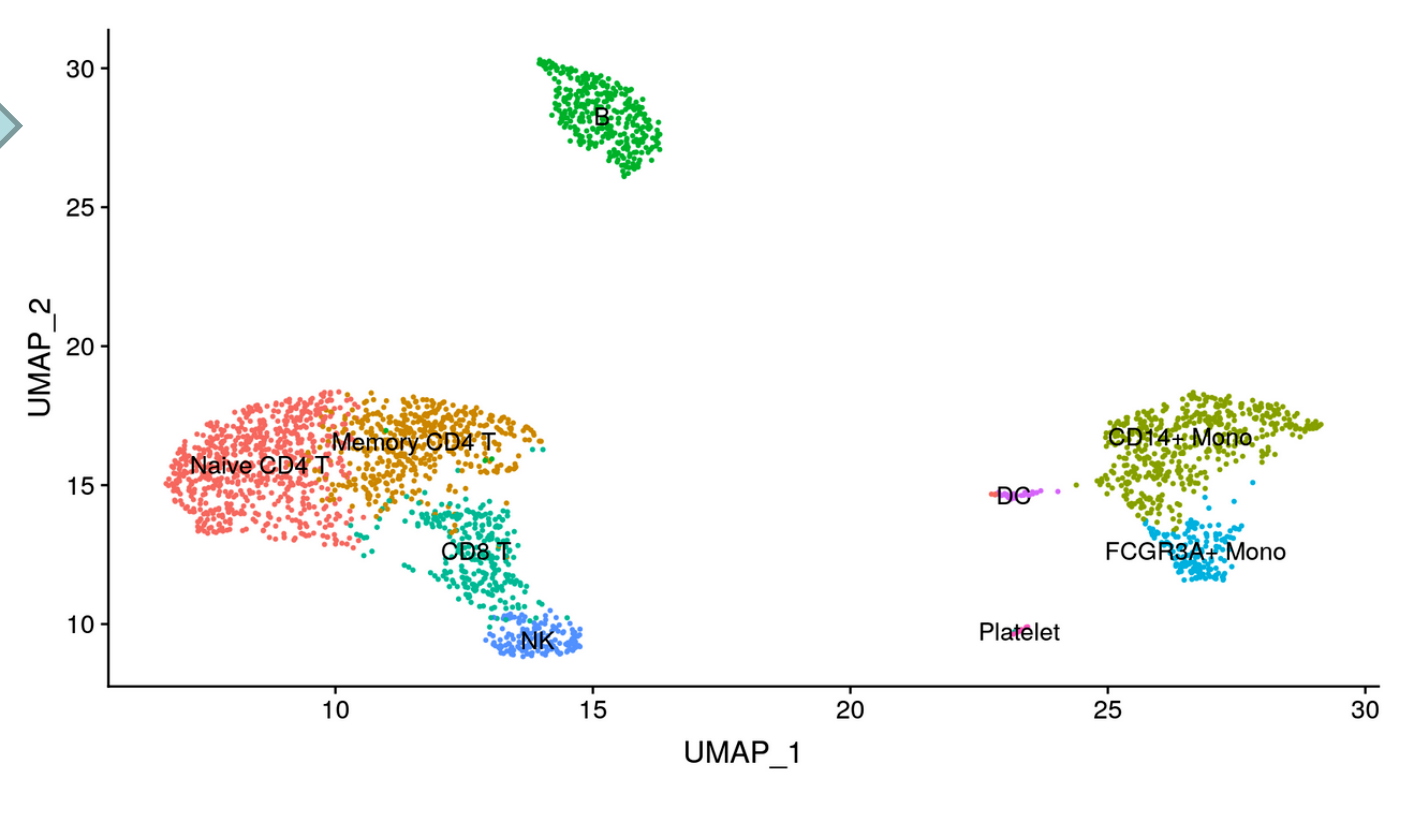 30
B
25
UMAP_2
20
CD14+ Mono
Memory CD4 T
Naive CD4 T
15
DC
CD8 T
FCGR3A+ Mono
10
Platelet
NK
10 15 20 25 30
UMAP_1